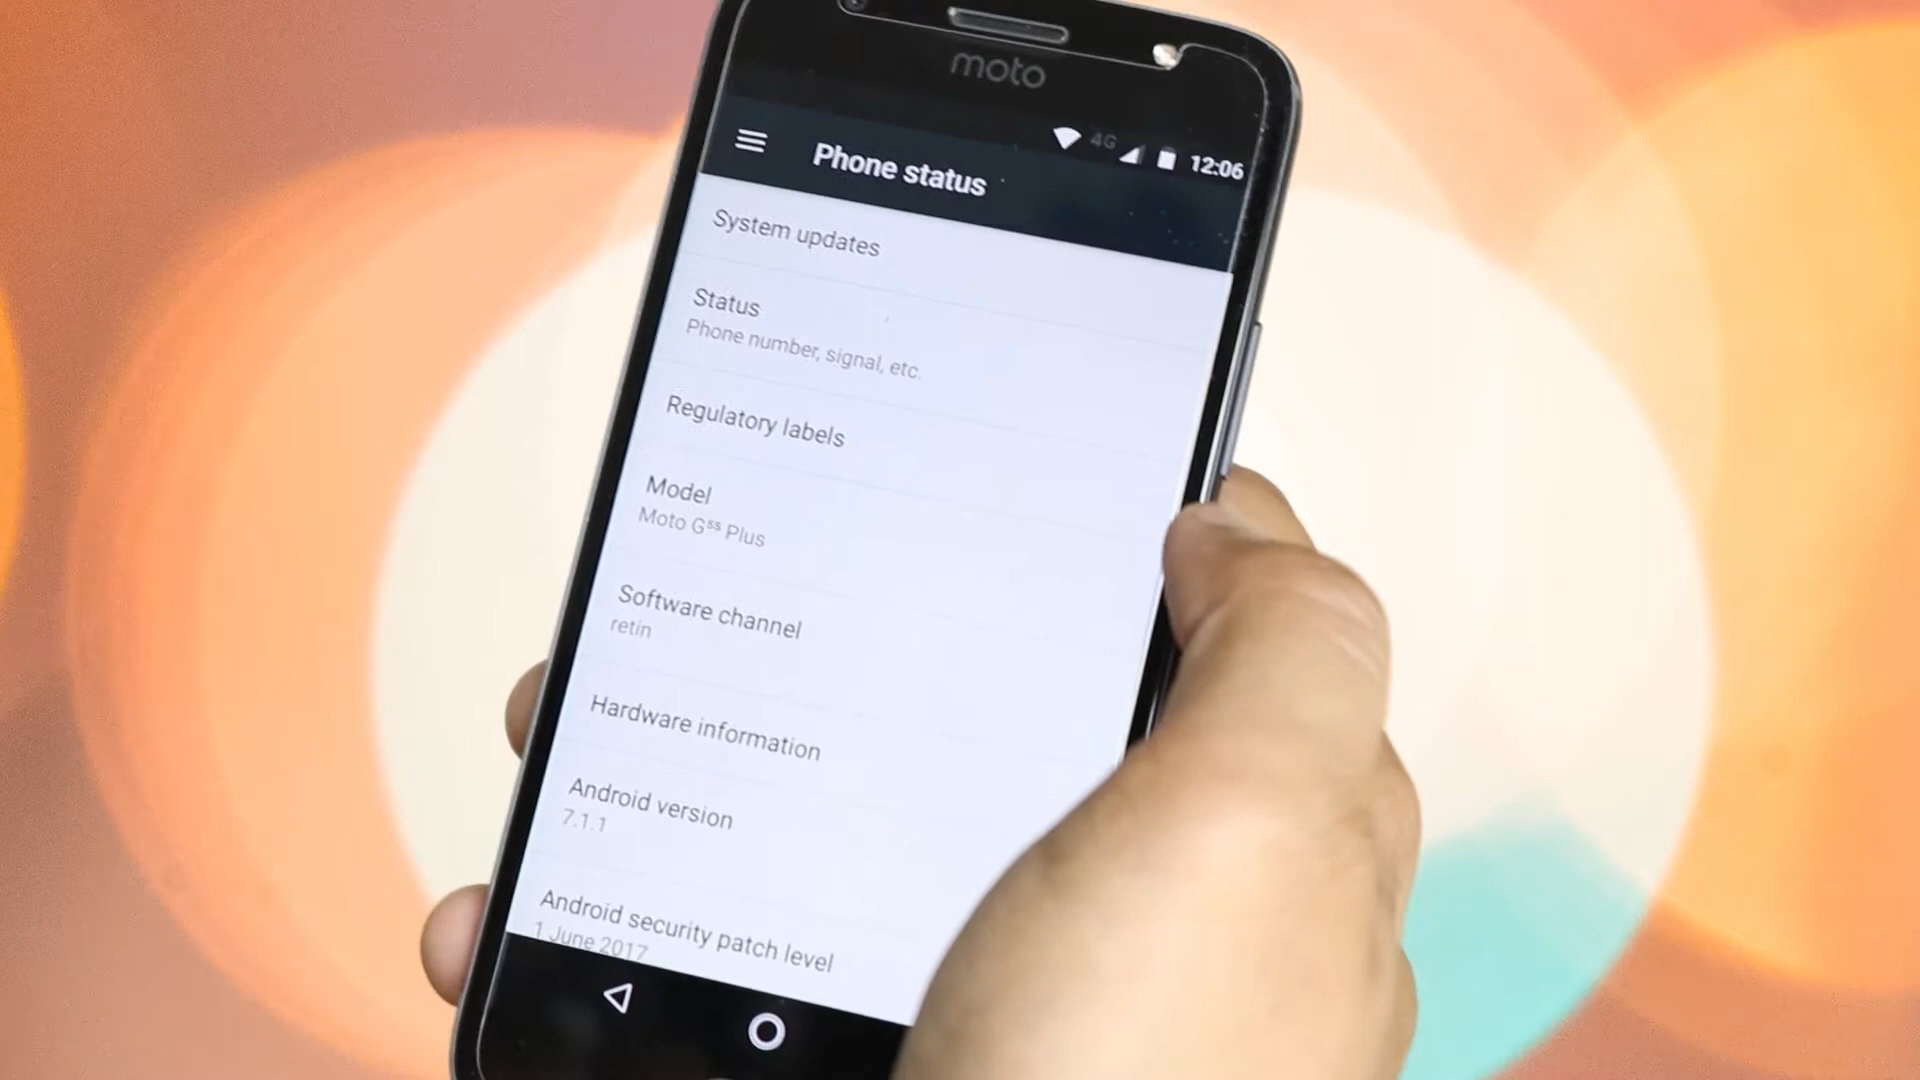 moto
4G 12:06
Phone status
System updates
Status
Phone number, signal, etc.
Regulatory labels
Model
Moto Gˢˢ Plus
Software channel
retin
Hardware information
Android version
7.1.1
Android security patch level
1 June 2017